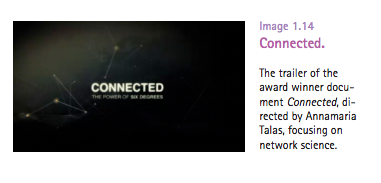 CONNECTED
THE POWER OF SIX DEGREES
Image 1.14
Connected.
The trailer of the
award winner docu-
ment Connected, di-
rected by Annamaria
Talas, focusing on
network science.